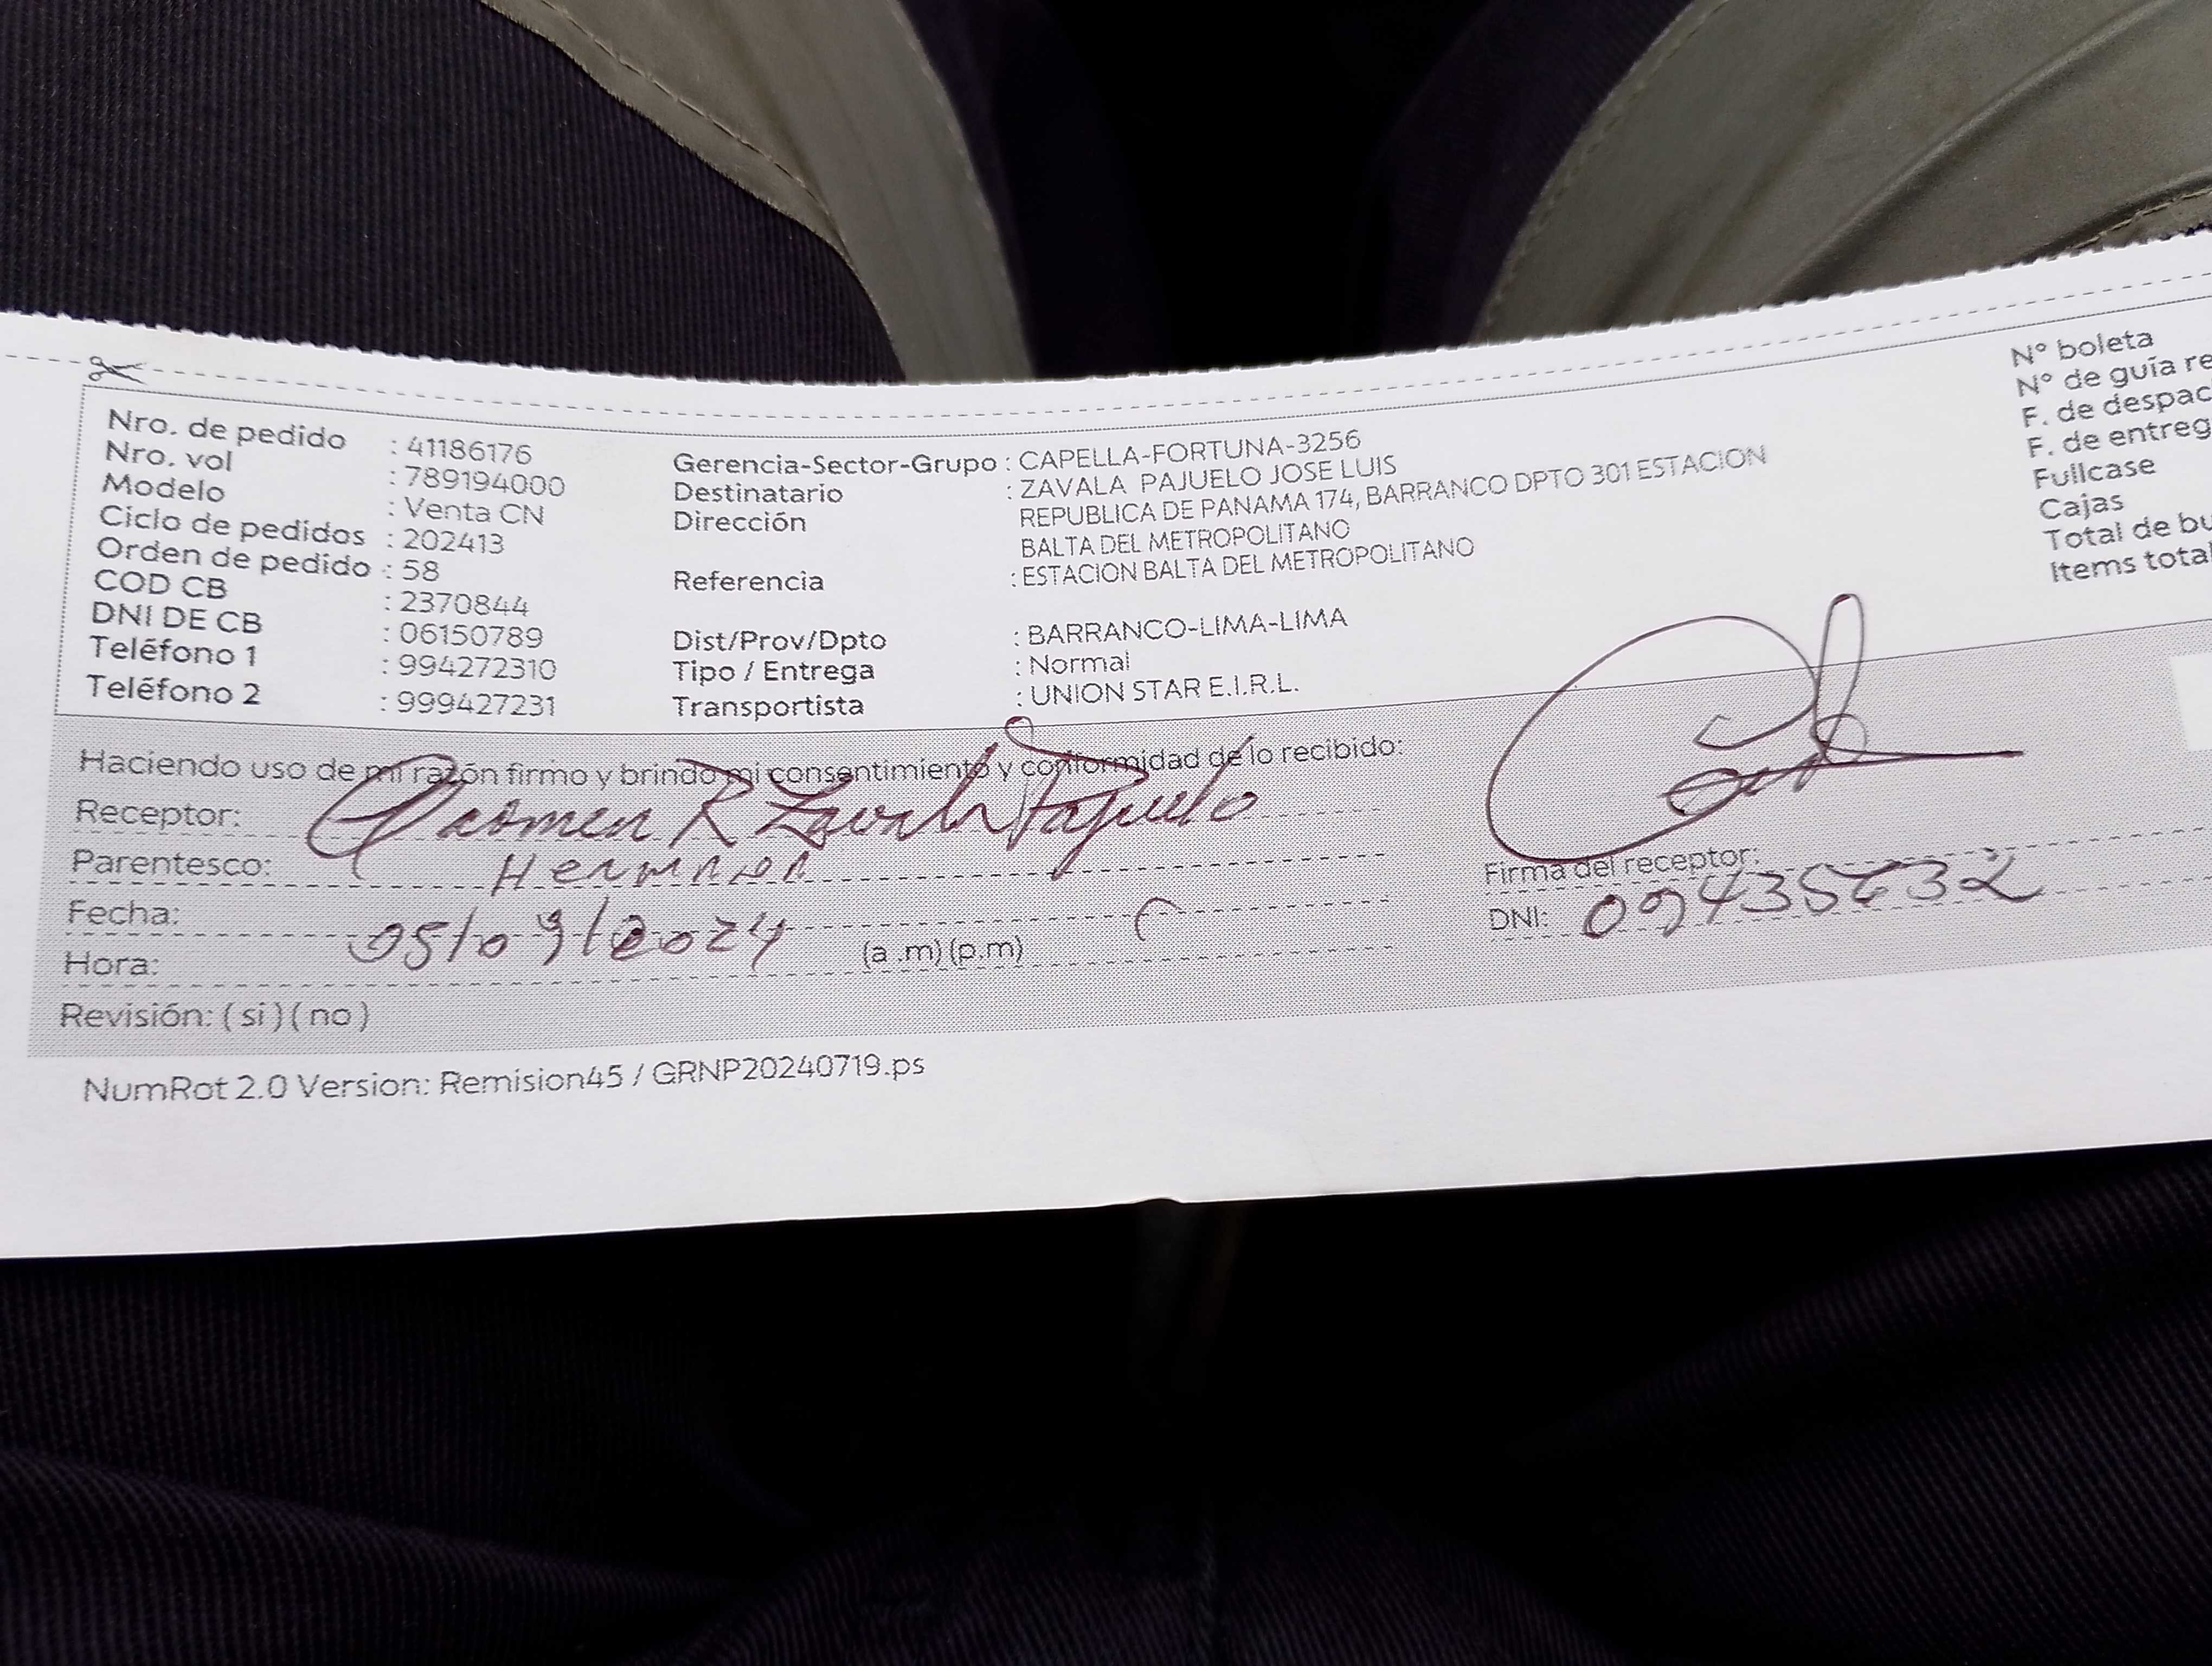 Nro. de pedido : 41186176
Nro. vol : 789194000
Modelo : Venta CN
Ciclo de pedidos : 202413
Orden de pedido : 58
COD CB : 2370844
DNI DE CB : 06150789
Teléfono 1 : 994272310
Teléfono 2 : 999427231
Gerencia-Sector-Grupo : CAPELLA-FORTUNA-3256
Destinatario : ZAVALA PAJUELO JOSE LUIS
Dirección REPUBLICA DE PANAMA 174, BARRANCO DPTO 301 ESTACION
BALTA DEL METROPOLITANO
Referencia : ESTACION BALTA DEL METROPOLITANO
Dist/Prov/Dpto : BARRANCO-LIMA-LIMA
Tipo / Entrega : Normal
Transportista : UNION STAR E.I.R.L.
N° boleta
N° de guía re
F. de despac
F. de entreg
Fullcase
Cajas
Total de bu
Items total
Haciendo uso de mi razón firmo y brindo mi consentimiento y conformidad de lo recibido:
Receptor: Carmen R Zavala Pajuelo
Parentesco: Hermana
Fecha: 05/09/2024
Hora: (a .m) (p.m)
Revisión: ( si ) ( no )
Firma del receptor:
DNI:
NumRot 2.0 Version: Remision45 / GRNP20240719.ps